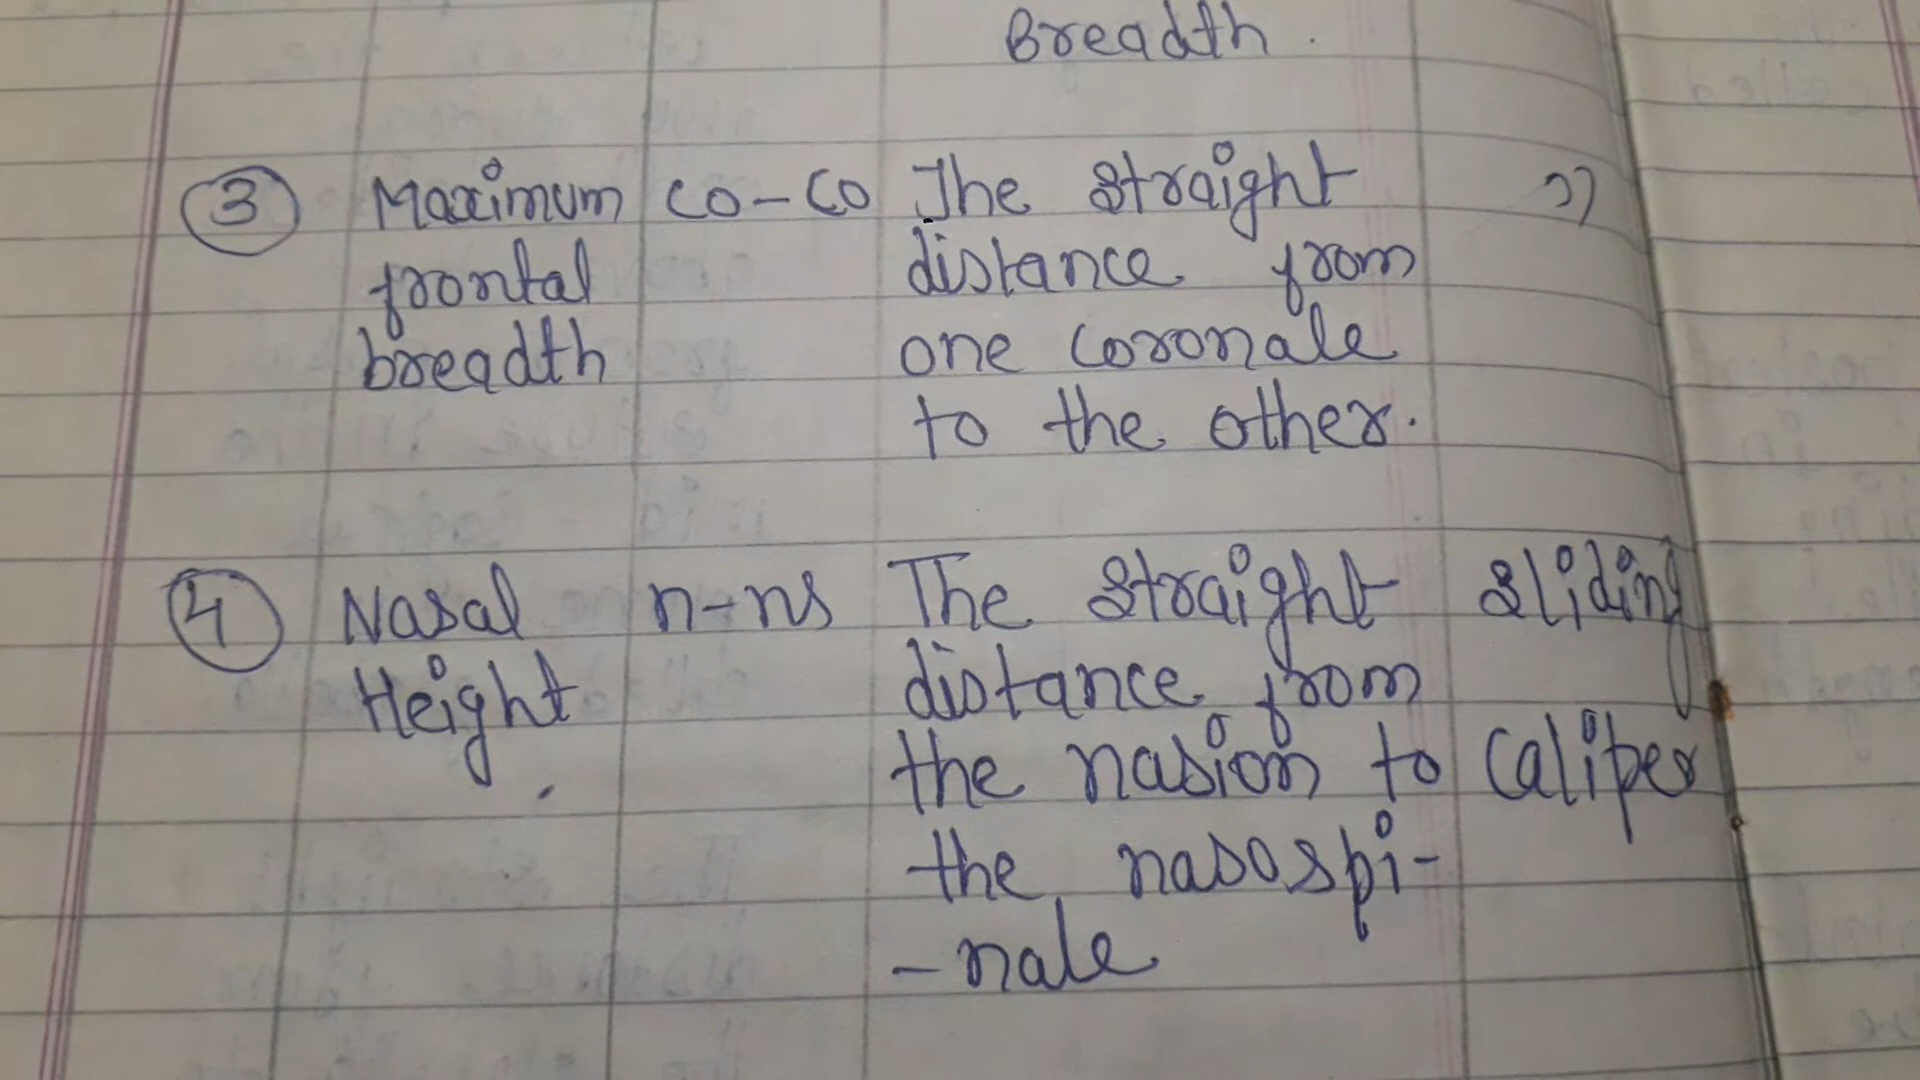 Breadth.
③ Maximum co-co The straight ''
frontal distance from
breadth one coronale
to the other.
④ Nasal n-ns The straight sliding
Height distance from
the nasion to caliper
the nasospi-
-nale